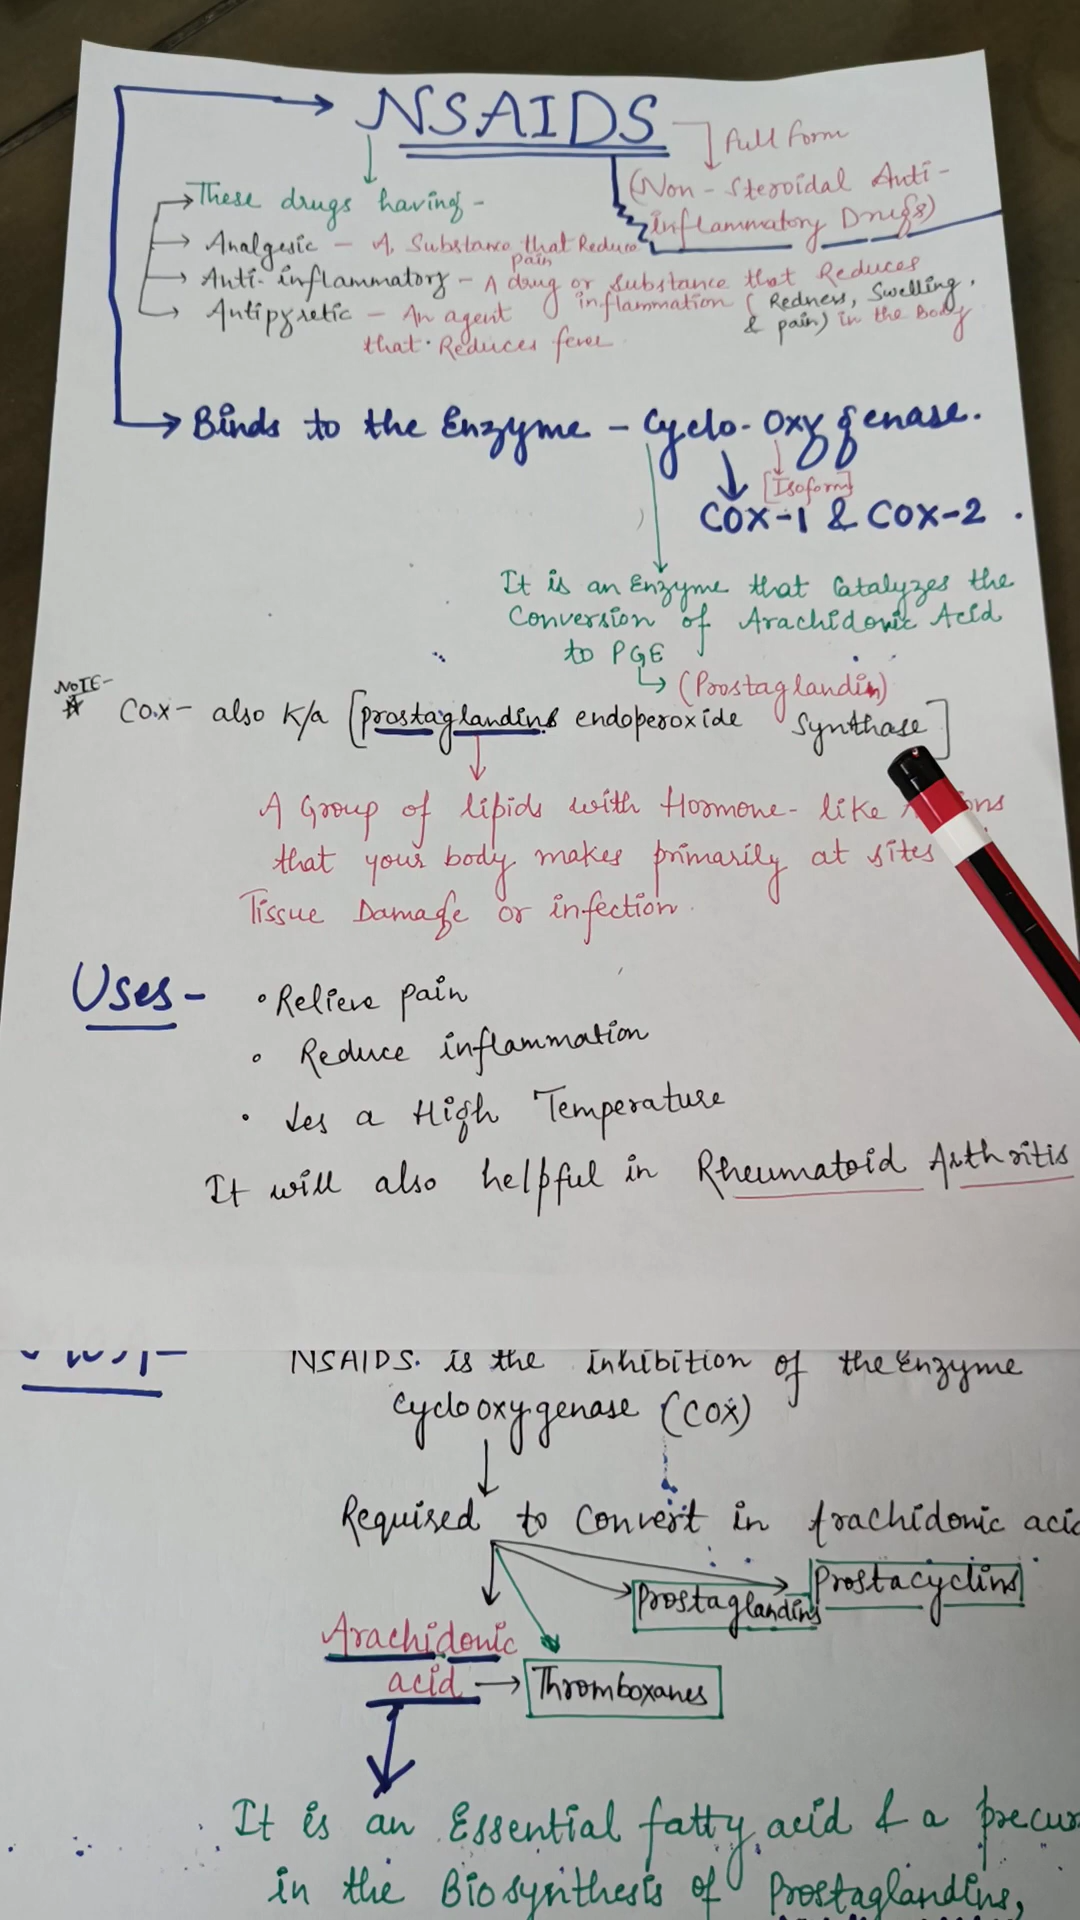 NSAIDS
Full form
(Non-Steroidal Anti-
inflammatory Drugs)
These drugs having-
Analgesic - A Substance that Reduce
pain
Anti-inflammatory - A drug or substance that Reduces
inflammation (Redness, Swelling,
& pain) in the Body
Antipyretic - An agent
that Reduces fever
Binds to the Enzyme - Cyclo-Oxygenase.
[Isoform]
COX-1 & COX-2.
It is an Enzyme that Catalyzes the
Conversion of Arachidonic Acid
to PGE
(Prostaglandin)
NOTE-
COX- also K/a [prostaglandins endoperoxide Synthase]
A Group of lipids with Hormone-like
that your body makes primarily at sites
Tissue Damage or infection.
Uses-
• Relieve pain
• Reduce inflammation
• Les a High Temperature
It will also helpful in Rheumatoid Arthritis
NSAIDS. is the inhibition of the Enzyme
Cyclooxygenase (COX)
Required to Convert in Arachidonic
Prostacyclins
Prostaglandins
Arachidonic
acid → Thromboxanes
It is an Essential fatty acid & a
in the Biosynthesis of Prostaglandins,